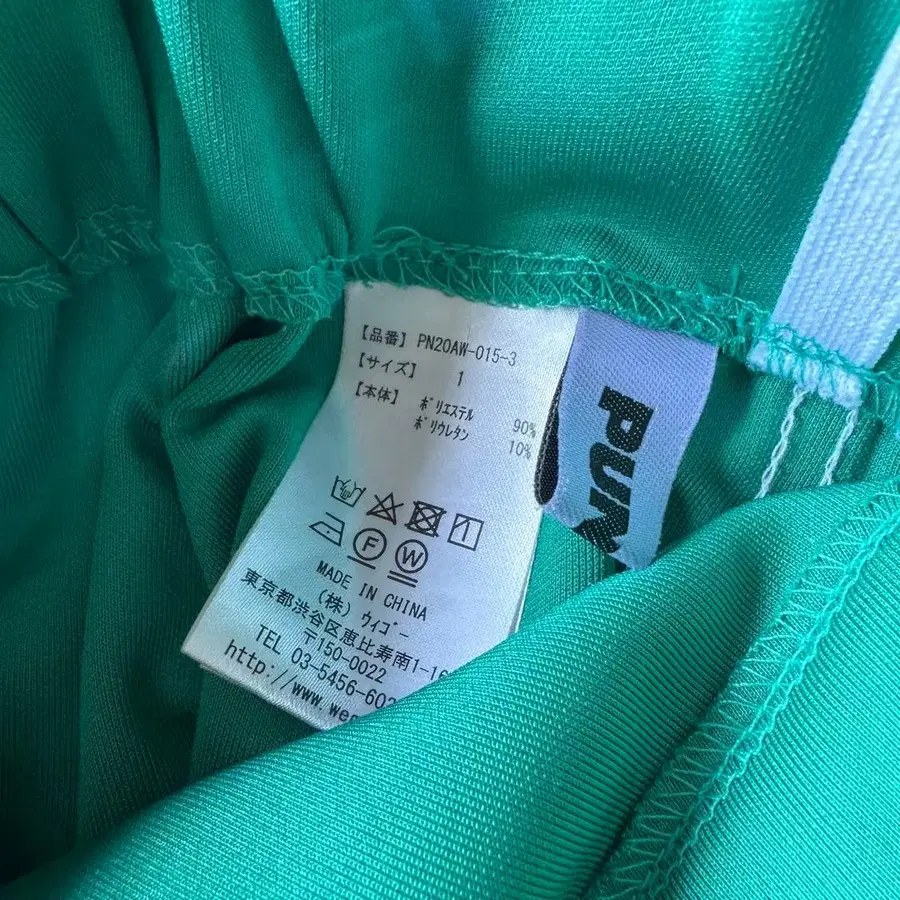 【品番】 PN20AW-015-3
【サイズ】 1
【本体】 ポリエステル 90%
ポリウレタン 10%
F W
MADE IN CHINA
(株) ウィゴー
東京都渋谷区恵比寿南1-16
〒150-0022
TEL 03-5456-60
http://www.we
PUN